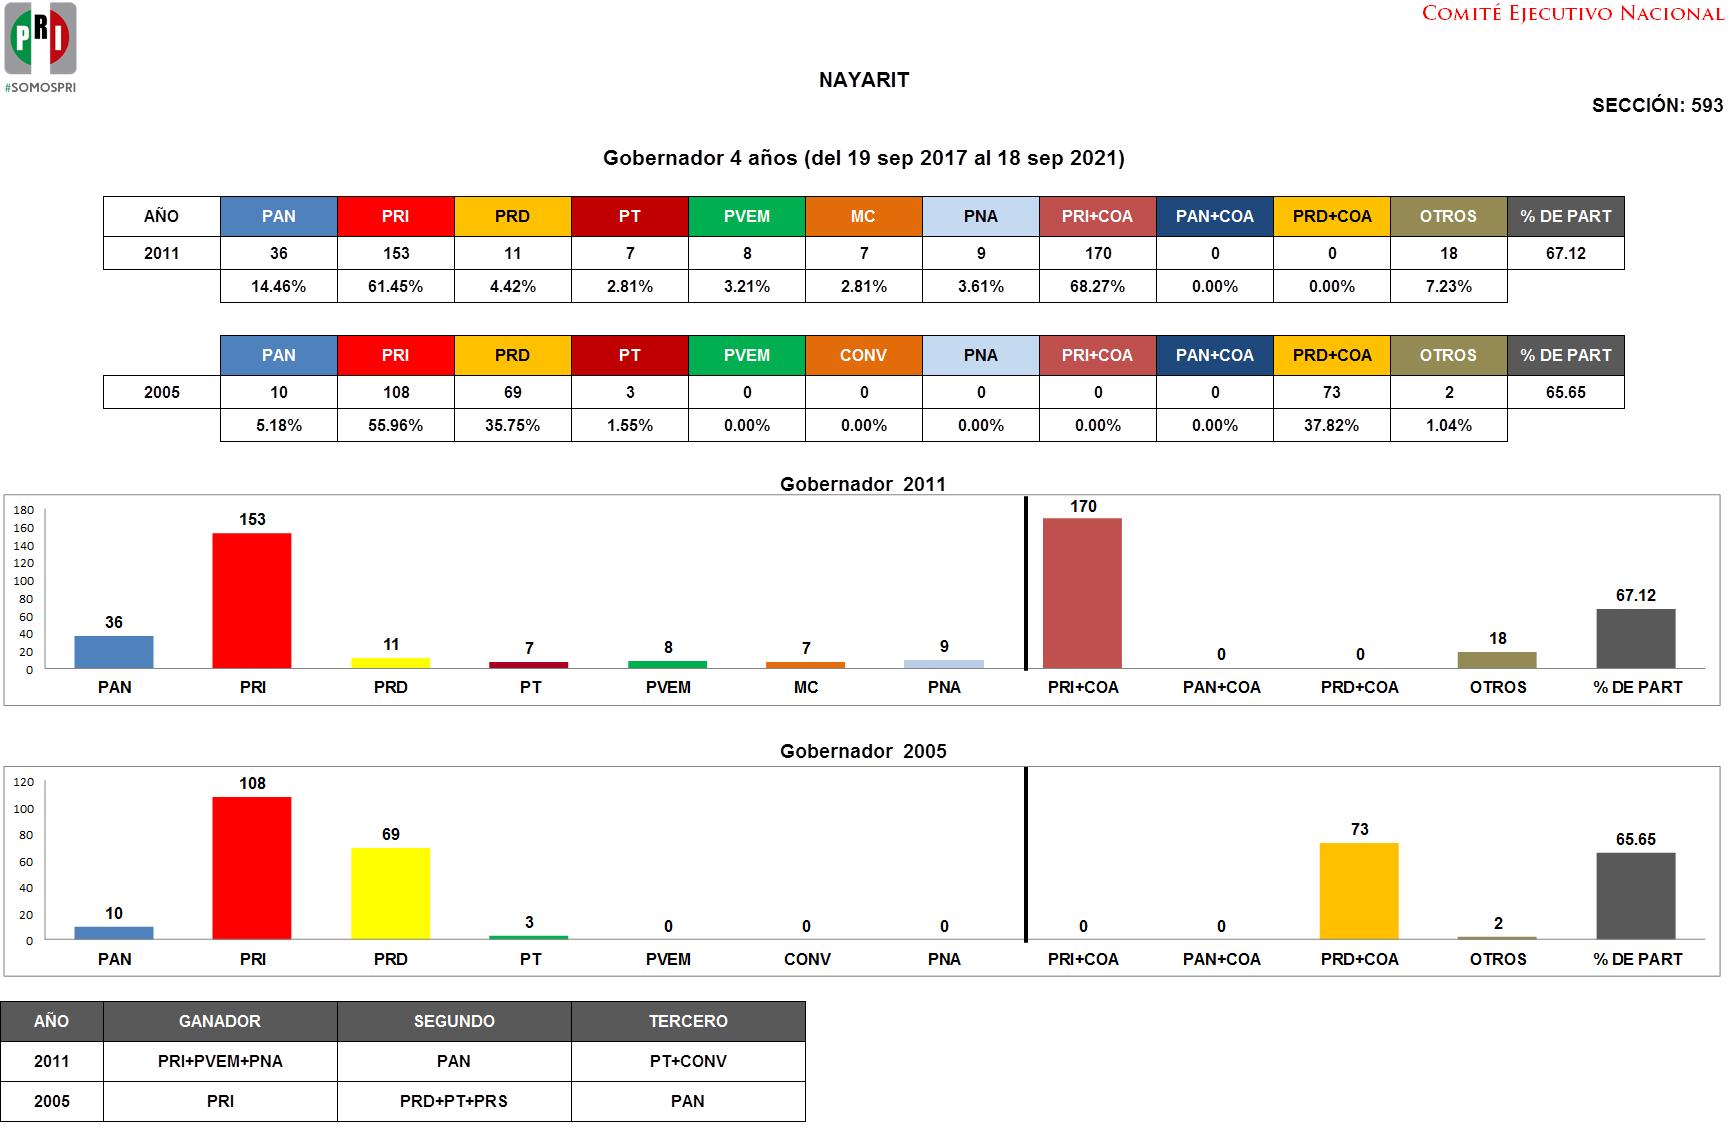 PRI
#SOMOSPRI
COMITÉ EJECUTIVO NACIONAL
NAYARIT
SECCIÓN: 593
Gobernador 4 años (del 19 sep 2017 al 18 sep 2021)
AÑO PAN PRI PRD PT PVEM MC PNA PRI+COA PAN+COA PRD+COA OTROS % DE PART
2011 36 153 11 7 8 7 9 170 0 0 18 67.12
14.46% 61.45% 4.42% 2.81% 3.21% 2.81% 3.61% 68.27% 0.00% 0.00% 7.23%
PAN PRI PRD PT PVEM CONV PNA PRI+COA PAN+COA PRD+COA OTROS % DE PART
2005 10 108 69 3 0 0 0 0 0 73 2 65.65
5.18% 55.96% 35.75% 1.55% 0.00% 0.00% 0.00% 0.00% 0.00% 37.82% 1.04%
Gobernador 2011
180
160
140
120
100
80
60
40
20
0
36 153 11 7 8 7 9 170 0 0 18 67.12
PAN PRI PRD PT PVEM MC PNA PRI+COA PAN+COA PRD+COA OTROS % DE PART
Gobernador 2005
120
100
80
60
40
20
0
10 108 69 3 0 0 0 0 0 73 2 65.65
PAN PRI PRD PT PVEM CONV PNA PRI+COA PAN+COA PRD+COA OTROS % DE PART
AÑO GANADOR SEGUNDO TERCERO
2011 PRI+PVEM+PNA PAN PT+CONV
2005 PRI PRD+PT+PRS PAN